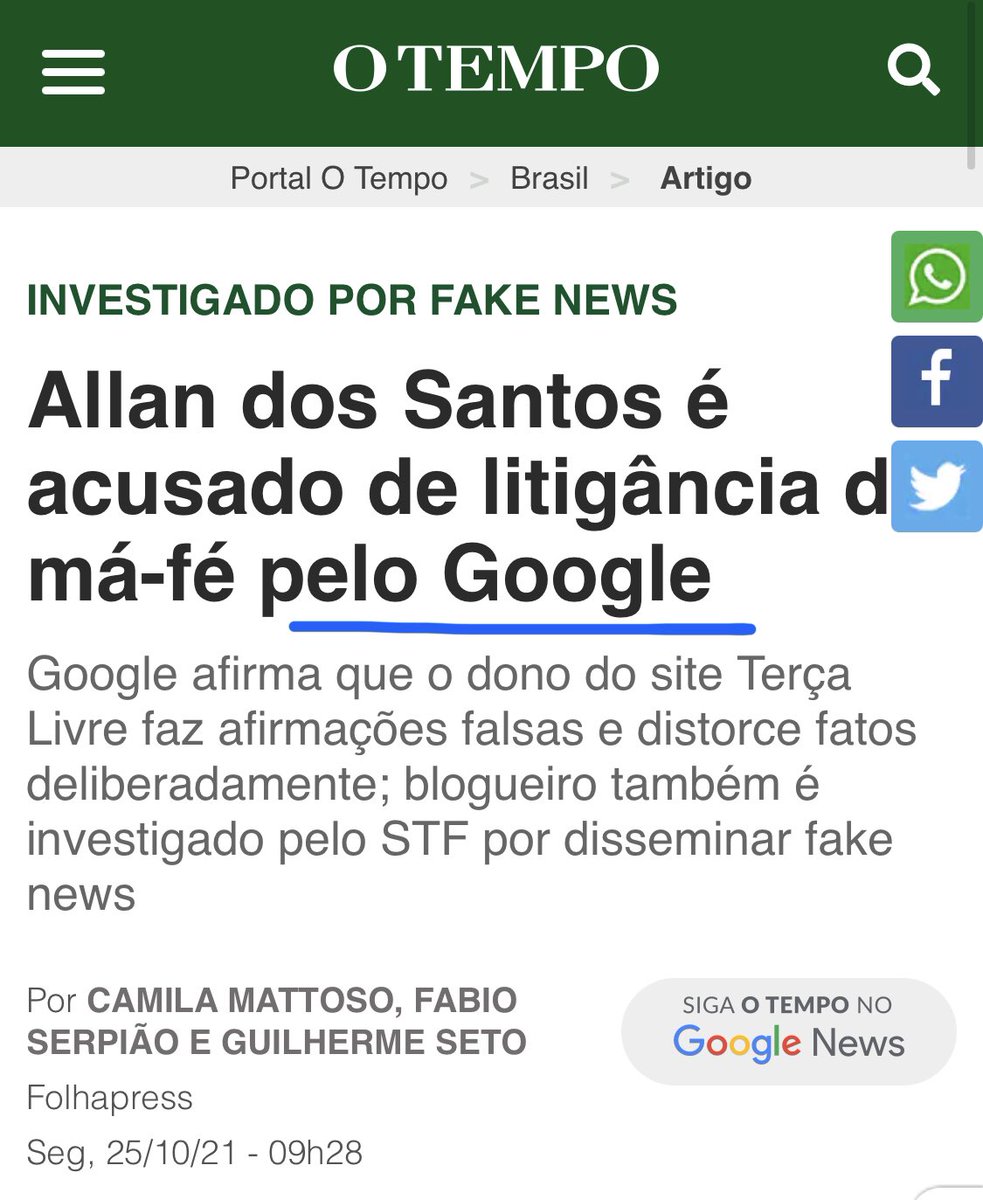 O TEMPO
Portal O Tempo > Brasil > Artigo
INVESTIGADO POR FAKE NEWS
Allan dos Santos é
acusado de litigância d
má-fé pelo Google
Google afirma que o dono do site Terça
Livre faz afirmações falsas e distorce fatos
deliberadamente; blogueiro também é
investigado pelo STF por disseminar fake
news
Por CAMILA MATTOSO, FABIO
SERPIÃO E GUILHERME SETO
Folhapress
Seg, 25/10/21 - 09h28
SIGA O TEMPO NO
Google News